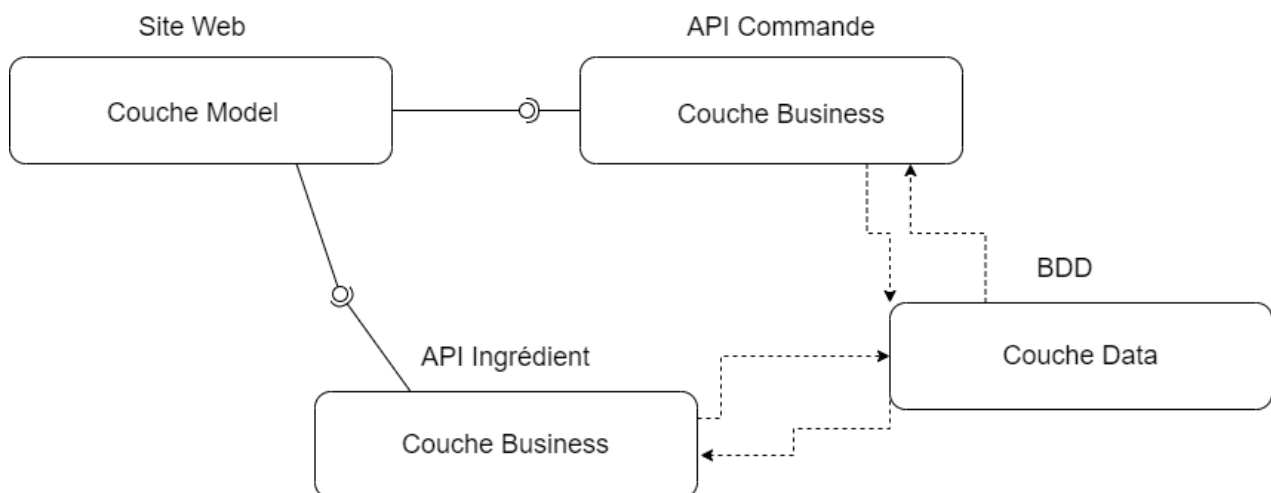 Site Web
API Commande
Couche Model
Couche Business
BDD
API Ingrédient
Couche Data
Couche Business